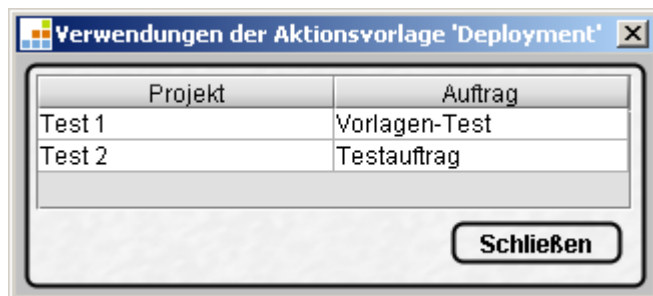 Verwendungen der Aktionsvorlage 'Deployment'
Projekt Auftrag
Test 1 Vorlagen-Test
Test 2 Testauftrag
Schließen